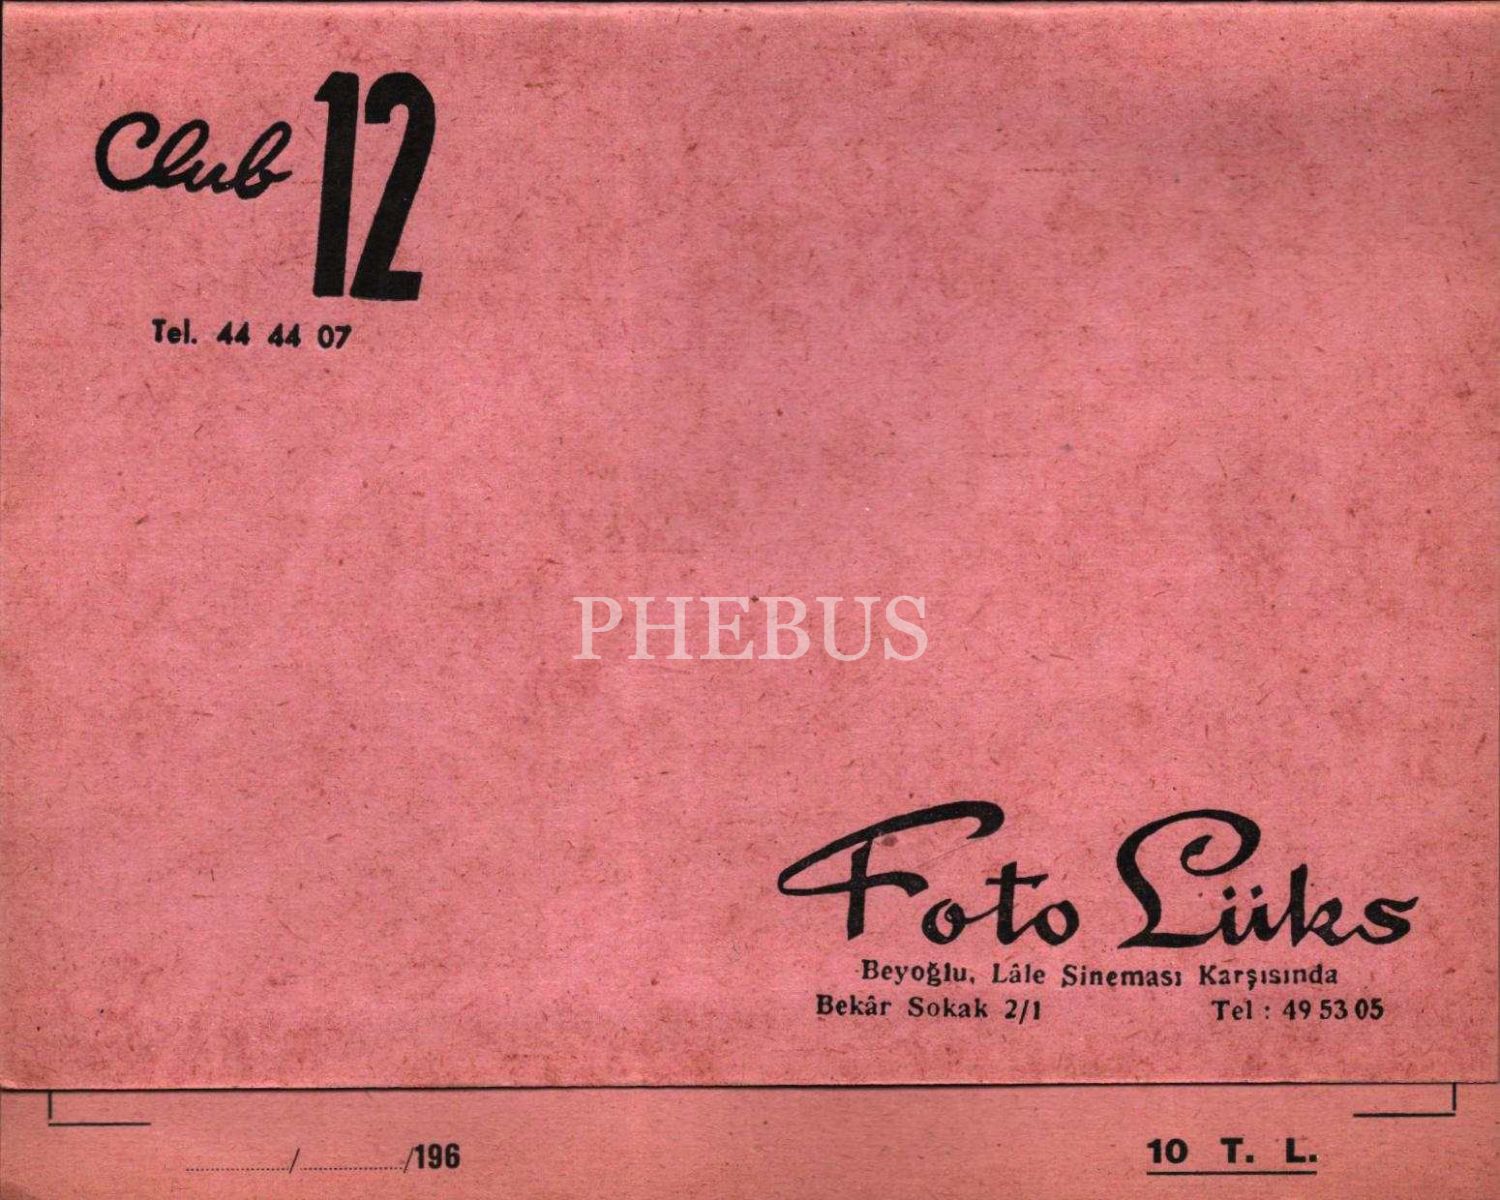 Club 12
Tel. 44 44 07
PHEBUS
Foto Lüks
Beyoğlu, Lâle Sineması Karşısında
Bekâr Sokak 2/1 Tel : 49 53 05
........../........../196
10 T. L.